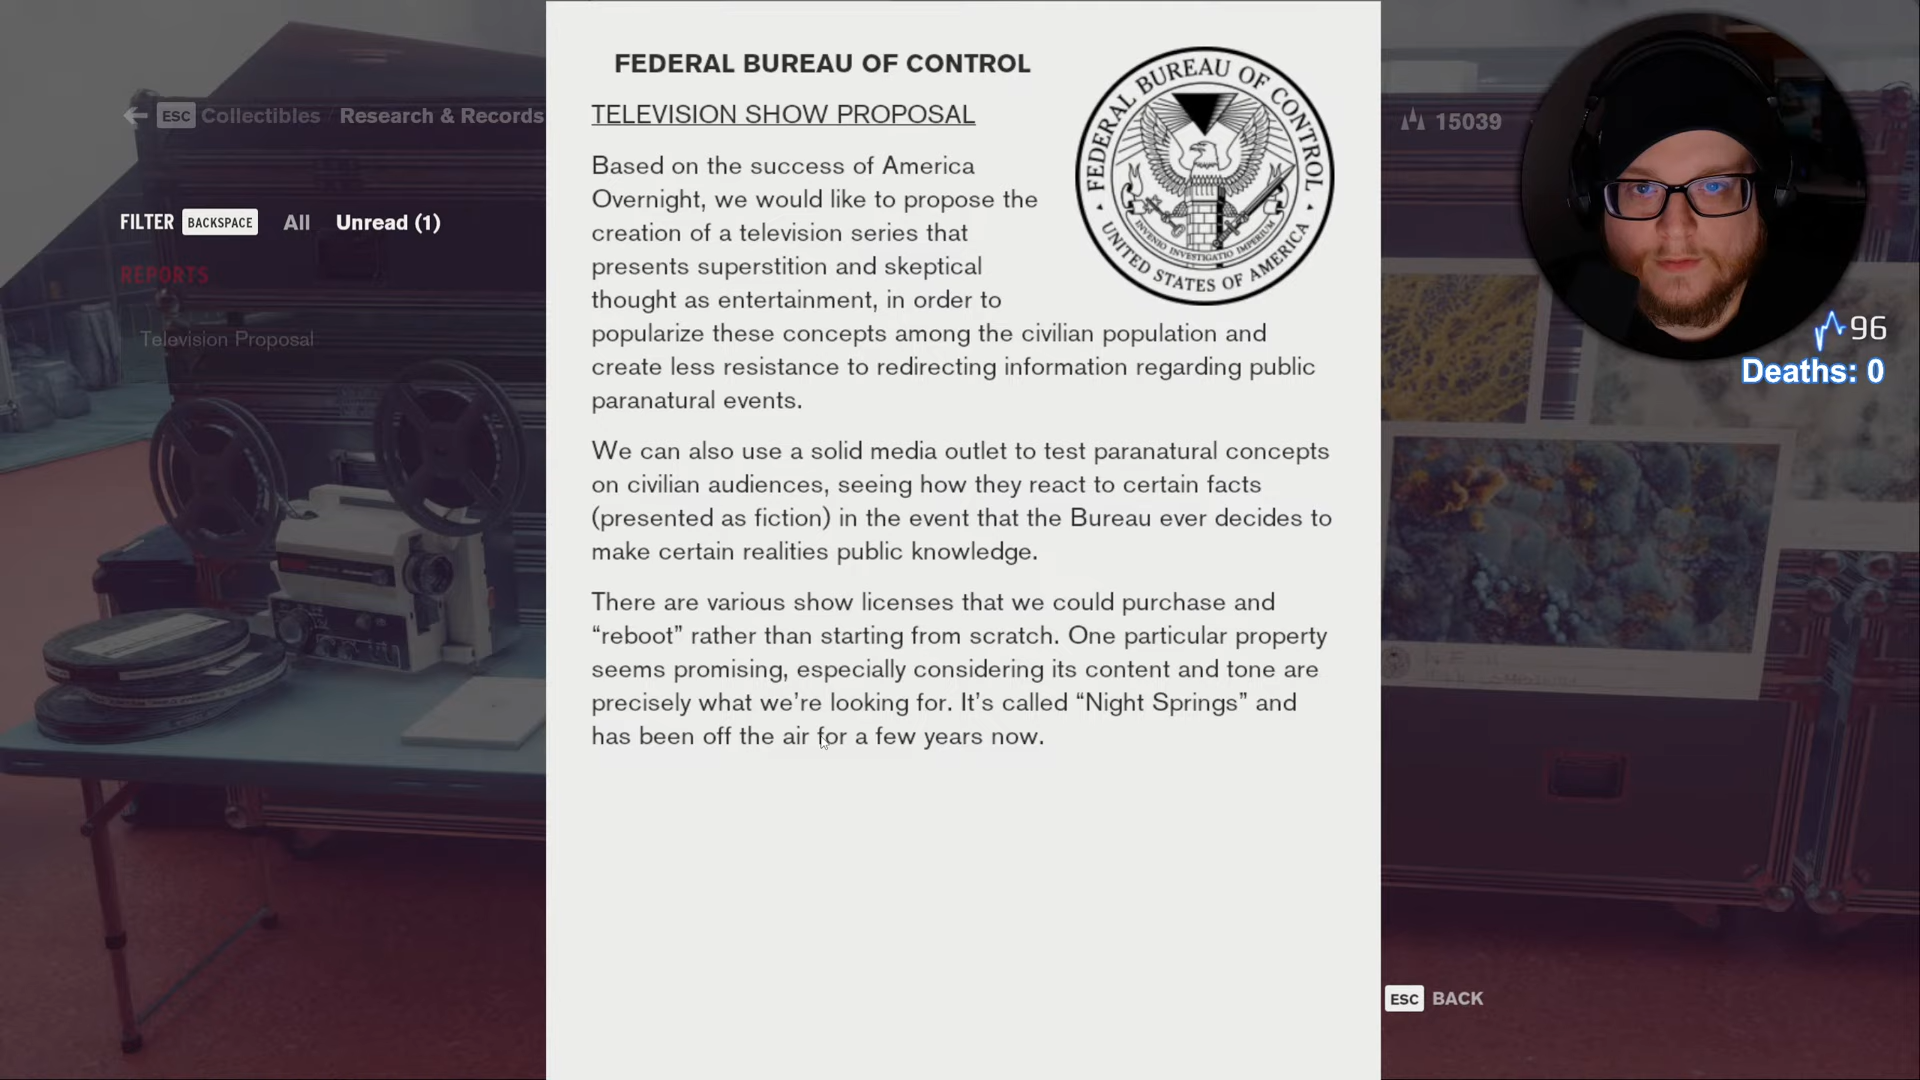 FEDERAL BUREAU OF CONTROL
TELEVISION SHOW PROPOSAL
Based on the success of America
Overnight, we would like to propose the
creation of a television series that
presents superstition and skeptical
thought as entertainment, in order to
popularize these concepts among the civilian population and
create less resistance to redirecting information regarding public
paranatural events.
We can also use a solid media outlet to test paranatural concepts
on civilian audiences, seeing how they react to certain facts
(presented as fiction) in the event that the Bureau ever decides to
make certain realities public knowledge.
There are various show licenses that we could purchase and
“reboot” rather than starting from scratch. One particular property
seems promising, especially considering its content and tone are
precisely what we’re looking for. It’s called “Night Springs” and
has been off the air for a few years now.
FEDERAL BUREAU OF CONTROL
INVENIO INVESTIGATIO IMPERIUM
UNITED STATES OF AMERICA
ESC Collectibles / Research & Records
FILTER BACKSPACE All Unread (1)
REPORTS
Television Proposal
15039
96
Deaths: 0
ESC BACK